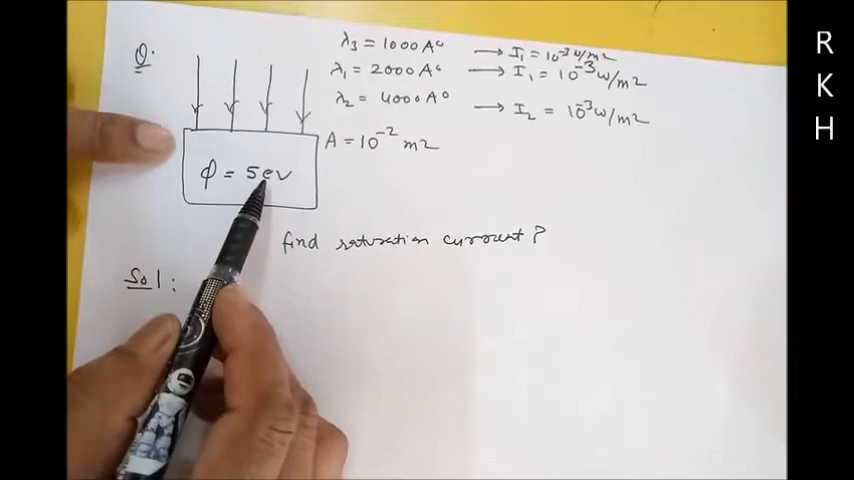 Q.
λ3 = 1000 A° → I1 = 10⁻³ w/m²
λ1 = 2000 A° → I1 = 10⁻³ w/m²
λ2 = 4000 A° → I2 = 10⁻³ w/m²
A = 10⁻² m²
ϕ = 5ev
find saturation current?
Sol:
R
K
H